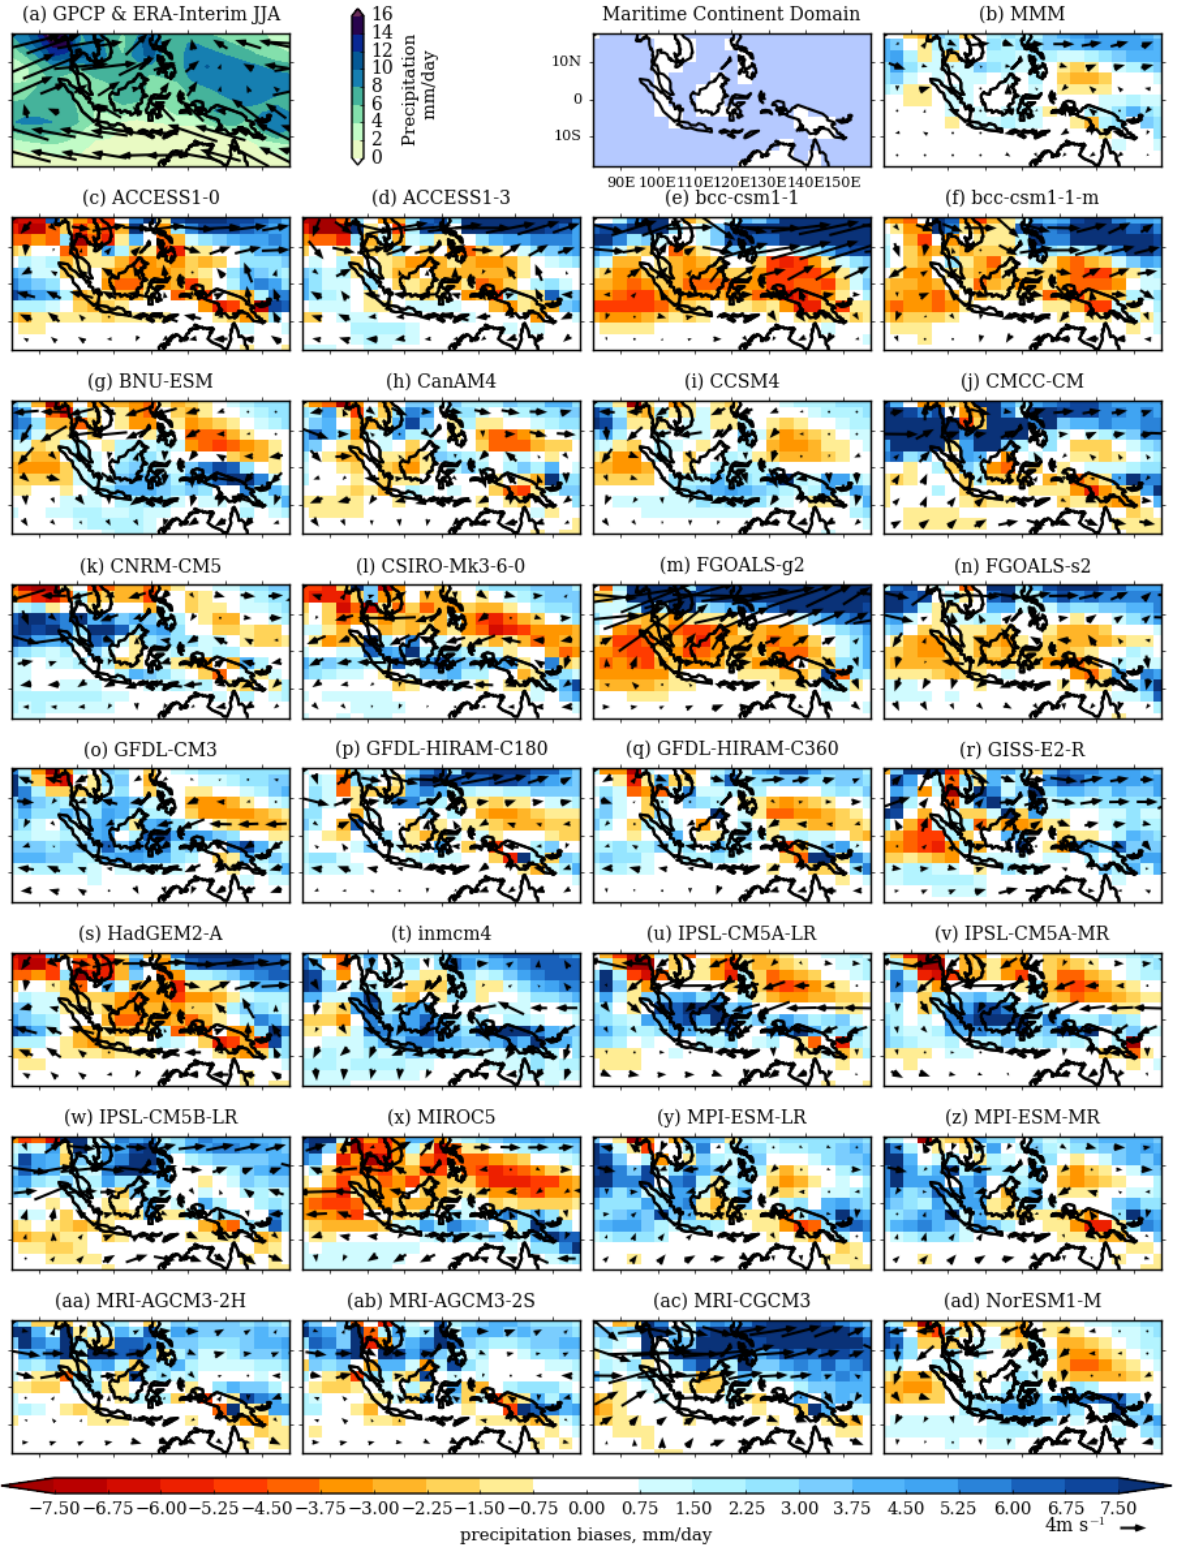 (a) GPCP & ERA-Interim JJA
16
14
12
10
8
6
4
2
0
Precipitation
mm/day
Maritime Continent Domain
10N
0
10S
90E 100E110E120E130E140E150E
(b) MMM
(c) ACCESS1-0
(d) ACCESS1-3
(e) bcc-csm1-1
(f) bcc-csm1-1-m
(g) BNU-ESM
(h) CanAM4
(i) CCSM4
(j) CMCC-CM
(k) CNRM-CM5
(l) CSIRO-Mk3-6-0
(m) FGOALS-g2
(n) FGOALS-s2
(o) GFDL-CM3
(p) GFDL-HIRAM-C180
(q) GFDL-HIRAM-C360
(r) GISS-E2-R
(s) HadGEM2-A
(t) inmcm4
(u) IPSL-CM5A-LR
(v) IPSL-CM5A-MR
(w) IPSL-CM5B-LR
(x) MIROC5
(y) MPI-ESM-LR
(z) MPI-ESM-MR
(aa) MRI-AGCM3-2H
(ab) MRI-AGCM3-2S
(ac) MRI-CGCM3
(ad) NorESM1-M
−7.50 −6.75 −6.00 −5.25 −4.50 −3.75 −3.00 −2.25 −1.50 −0.75 0.00 0.75 1.50 2.25 3.00 3.75 4.50 5.25 6.00 6.75 7.50
precipitation biases, mm/day
4m s⁻¹